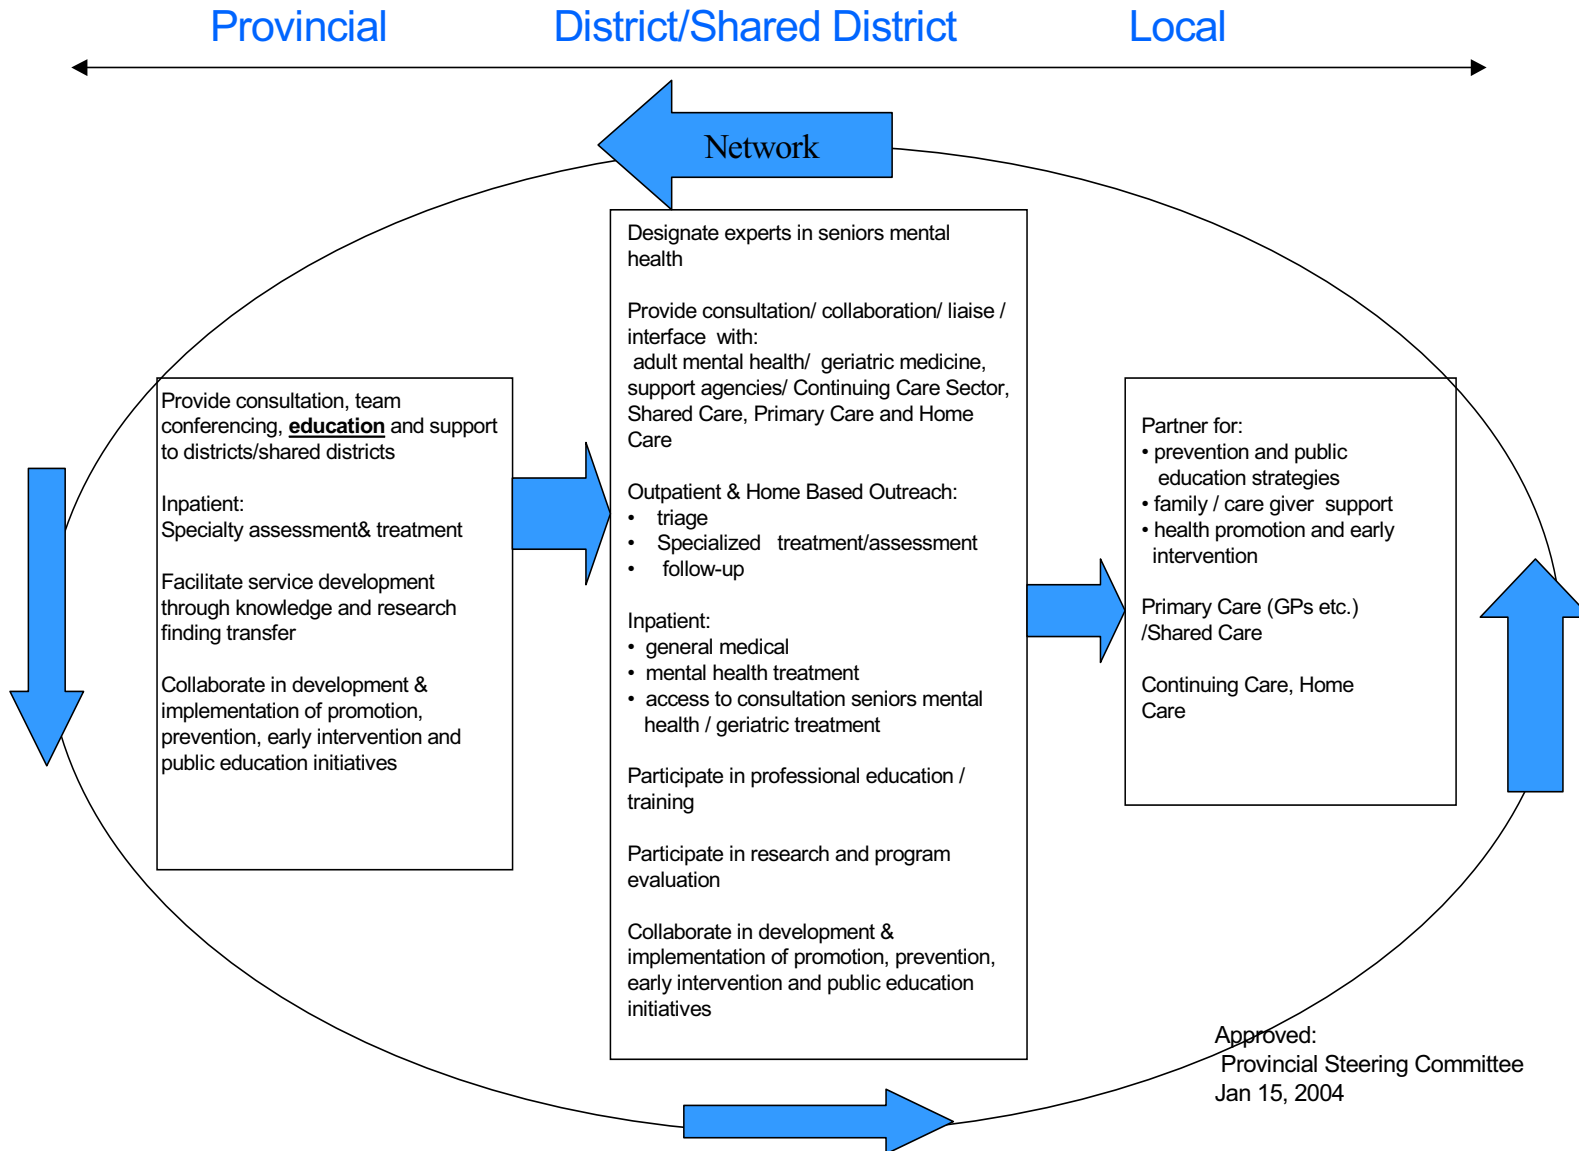 Provincial
District/Shared District
Local
Network
Provide consultation, team
conferencing, education and support
to districts/shared districts
Inpatient:
Specialty assessment& treatment
Facilitate service development
through knowledge and research
finding transfer
Collaborate in development &
implementation of promotion,
prevention, early intervention and
public education initiatives
Designate experts in seniors mental
health
Provide consultation/ collaboration/ liaise /
interface with:
adult mental health/ geriatric medicine,
support agencies/ Continuing Care Sector,
Shared Care, Primary Care and Home
Care
Outpatient & Home Based Outreach:
• triage
• Specialized treatment/assessment
• follow-up
Inpatient:
• general medical
• mental health treatment
• access to consultation seniors mental
health / geriatric treatment
Participate in professional education /
training
Participate in research and program
evaluation
Collaborate in development &
implementation of promotion, prevention,
early intervention and public education
initiatives
Partner for:
• prevention and public
education strategies
• family / care giver support
• health promotion and early
intervention
Primary Care (GPs etc.)
/Shared Care
Continuing Care, Home
Care
Approved:
Provincial Steering Committee
Jan 15, 2004